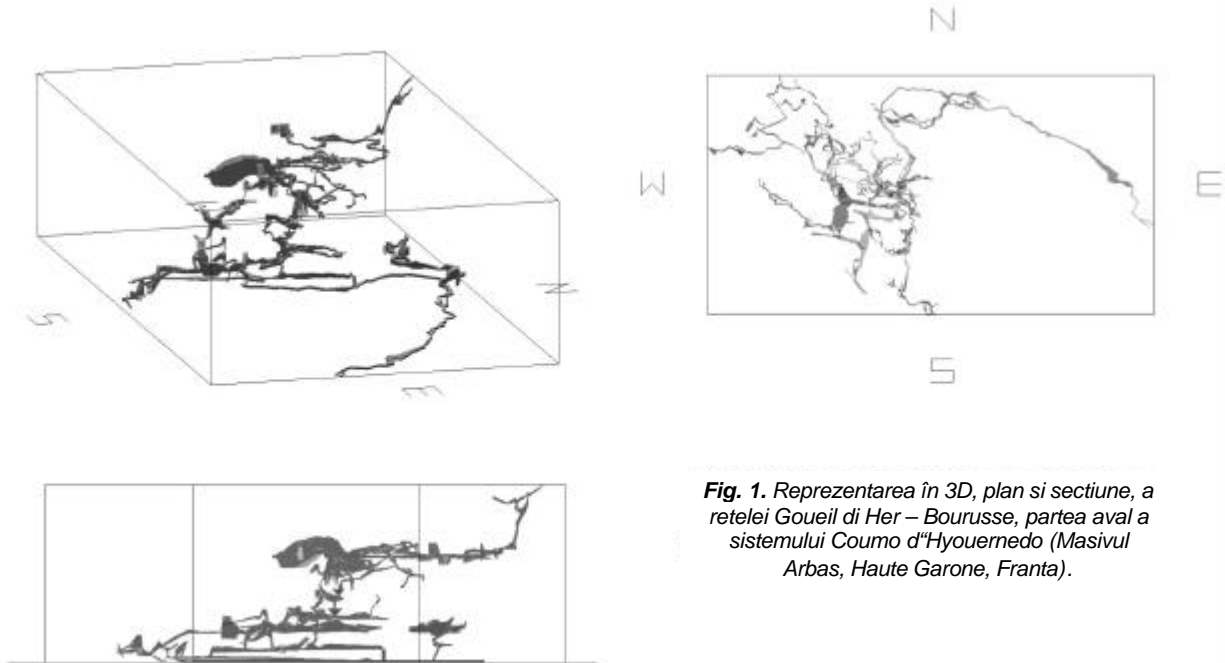 N
W
E
S
N
S
E
Fig. 1. Reprezentarea în 3D, plan si sectiune, a
retelei Goueil di Her – Bourusse, partea aval a
sistemului Coumo d“Hyouernedo (Masivul
Arbas, Haute Garone, Franta).